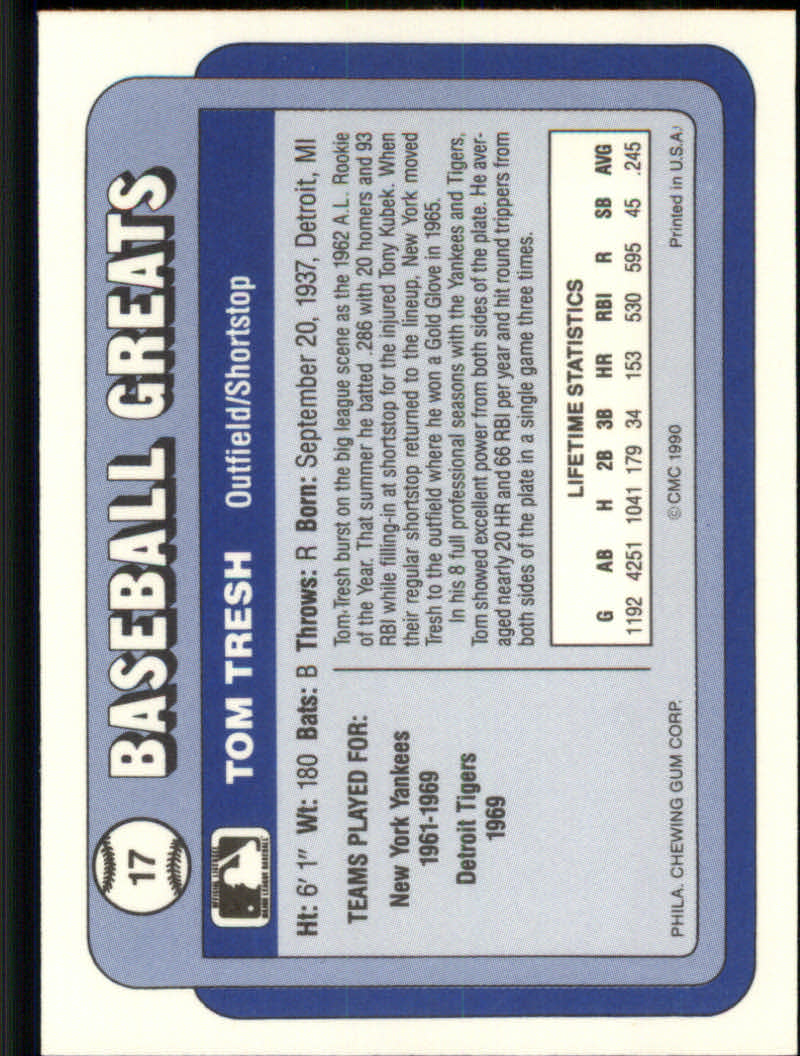 17
BASEBALL GREATS
TOM TRESH Outfield/Shortstop
Ht: 6' 1" Wt: 180 Bats: B Throws: R Born: September 20, 1937, Detroit, MI
TEAMS PLAYED FOR:
New York Yankees
1961-1969
Detroit Tigers
1969
Tom Tresh burst on the big league scene as the 1962 A.L. Rookie
of the Year. That summer he batted .286 with 20 homers and 93
RBI while filling-in at shortstop for the injured Tony Kubek. When
their regular shortstop returned to the lineup, New York moved
Tresh to the outfield where he won a Gold Glove in 1965.
In his 8 full professional seasons with the Yankees and Tigers,
Tom showed excellent power from both sides of the plate. He aver-
aged nearly 20 HR and 66 RBI per year and hit round trippers from
both sides of the plate in a single game three times.
LIFETIME STATISTICS
G AB H 2B 3B HR RBI R SB AVG
1192 4251 1041 179 34 153 530 595 45 .245
PHILA. CHEWING GUM CORP. © CMC 1990 Printed in U.S.A.